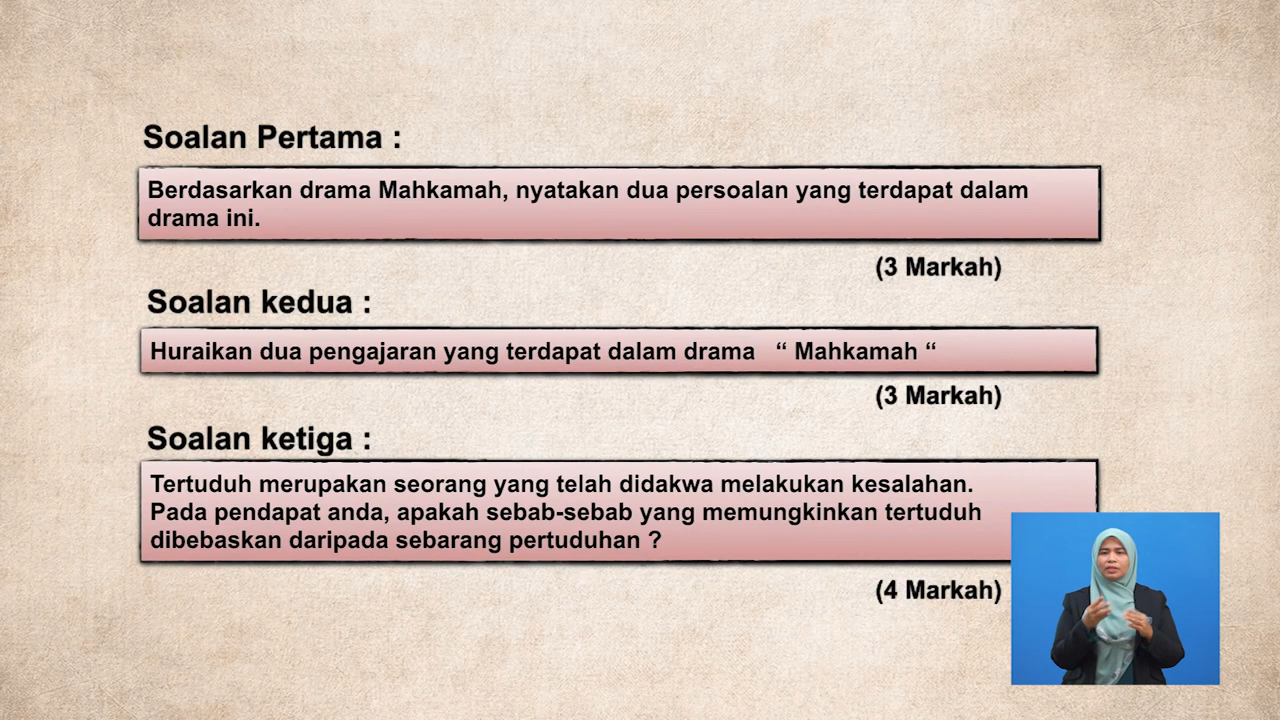 Soalan Pertama :
Berdasarkan drama Mahkamah, nyatakan dua persoalan yang terdapat dalam
drama ini.
(3 Markah)
Soalan kedua :
Huraikan dua pengajaran yang terdapat dalam drama “ Mahkamah “
(3 Markah)
Soalan ketiga :
Tertuduh merupakan seorang yang telah didakwa melakukan kesalahan.
Pada pendapat anda, apakah sebab-sebab yang memungkinkan tertuduh
dibebaskan daripada sebarang pertuduhan ?
(4 Markah)